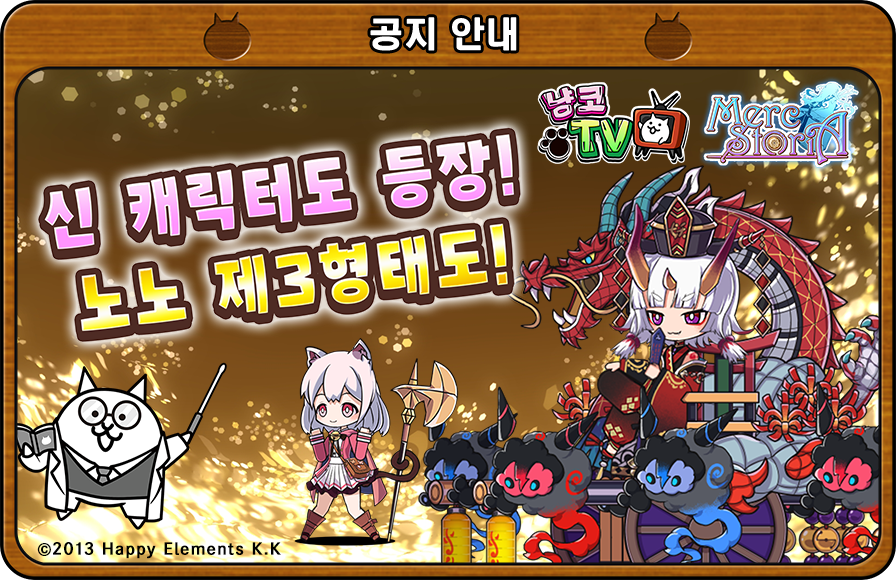 공지 안내
냥코
TV
Merc
StoriA
신 캐릭터도 등장!
노노 제3형태도!
©2013 Happy Elements K.K